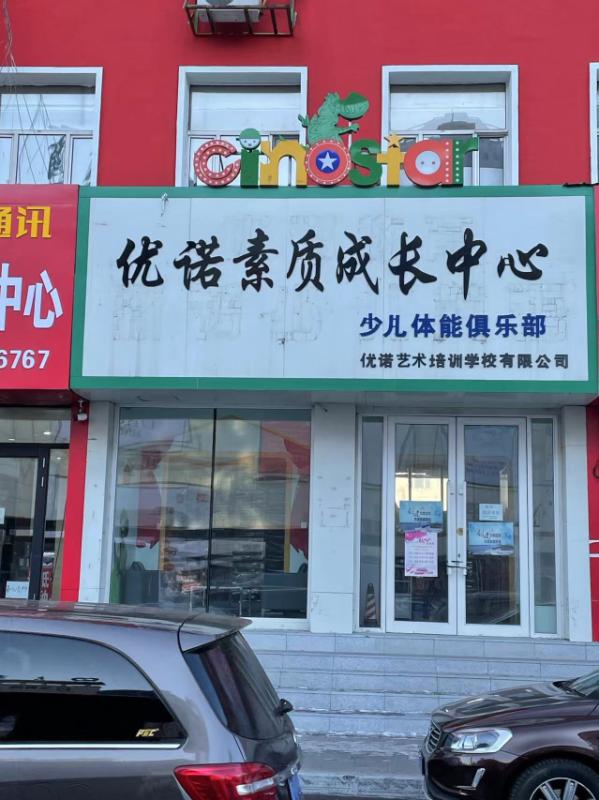 cinostar
优诺素质成长中心
少儿体能俱乐部
优诺艺术培训学校有限公司
通讯
中心
6767